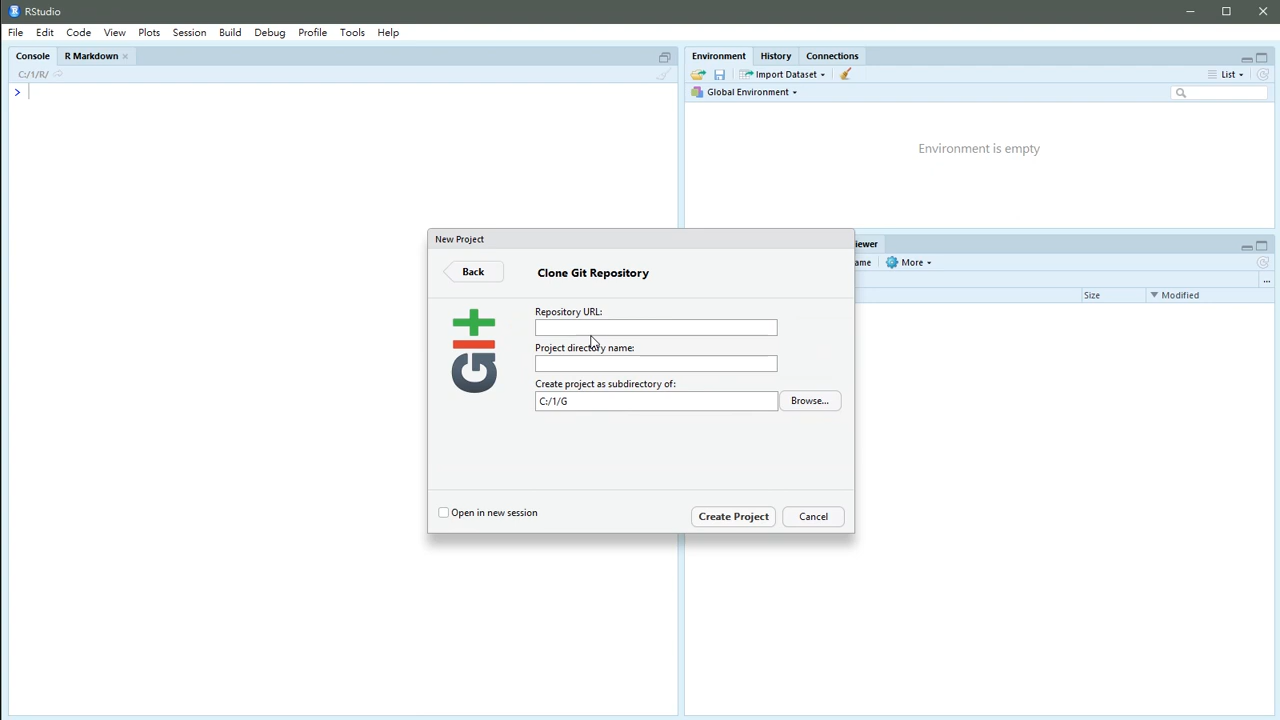 RStudio
File Edit Code View Plots Session Build Debug Profile Tools Help
Console R Markdown
C:/1/R/
>
Environment History Connections
Import Dataset List
Global Environment
Environment is empty
New Project
Back Clone Git Repository
Repository URL:
Project directory name:
Create project as subdirectory of:
C:/1/G Browse...
GIT
Open in new session Create Project Cancel
iewer
ame More
...
Size Modified